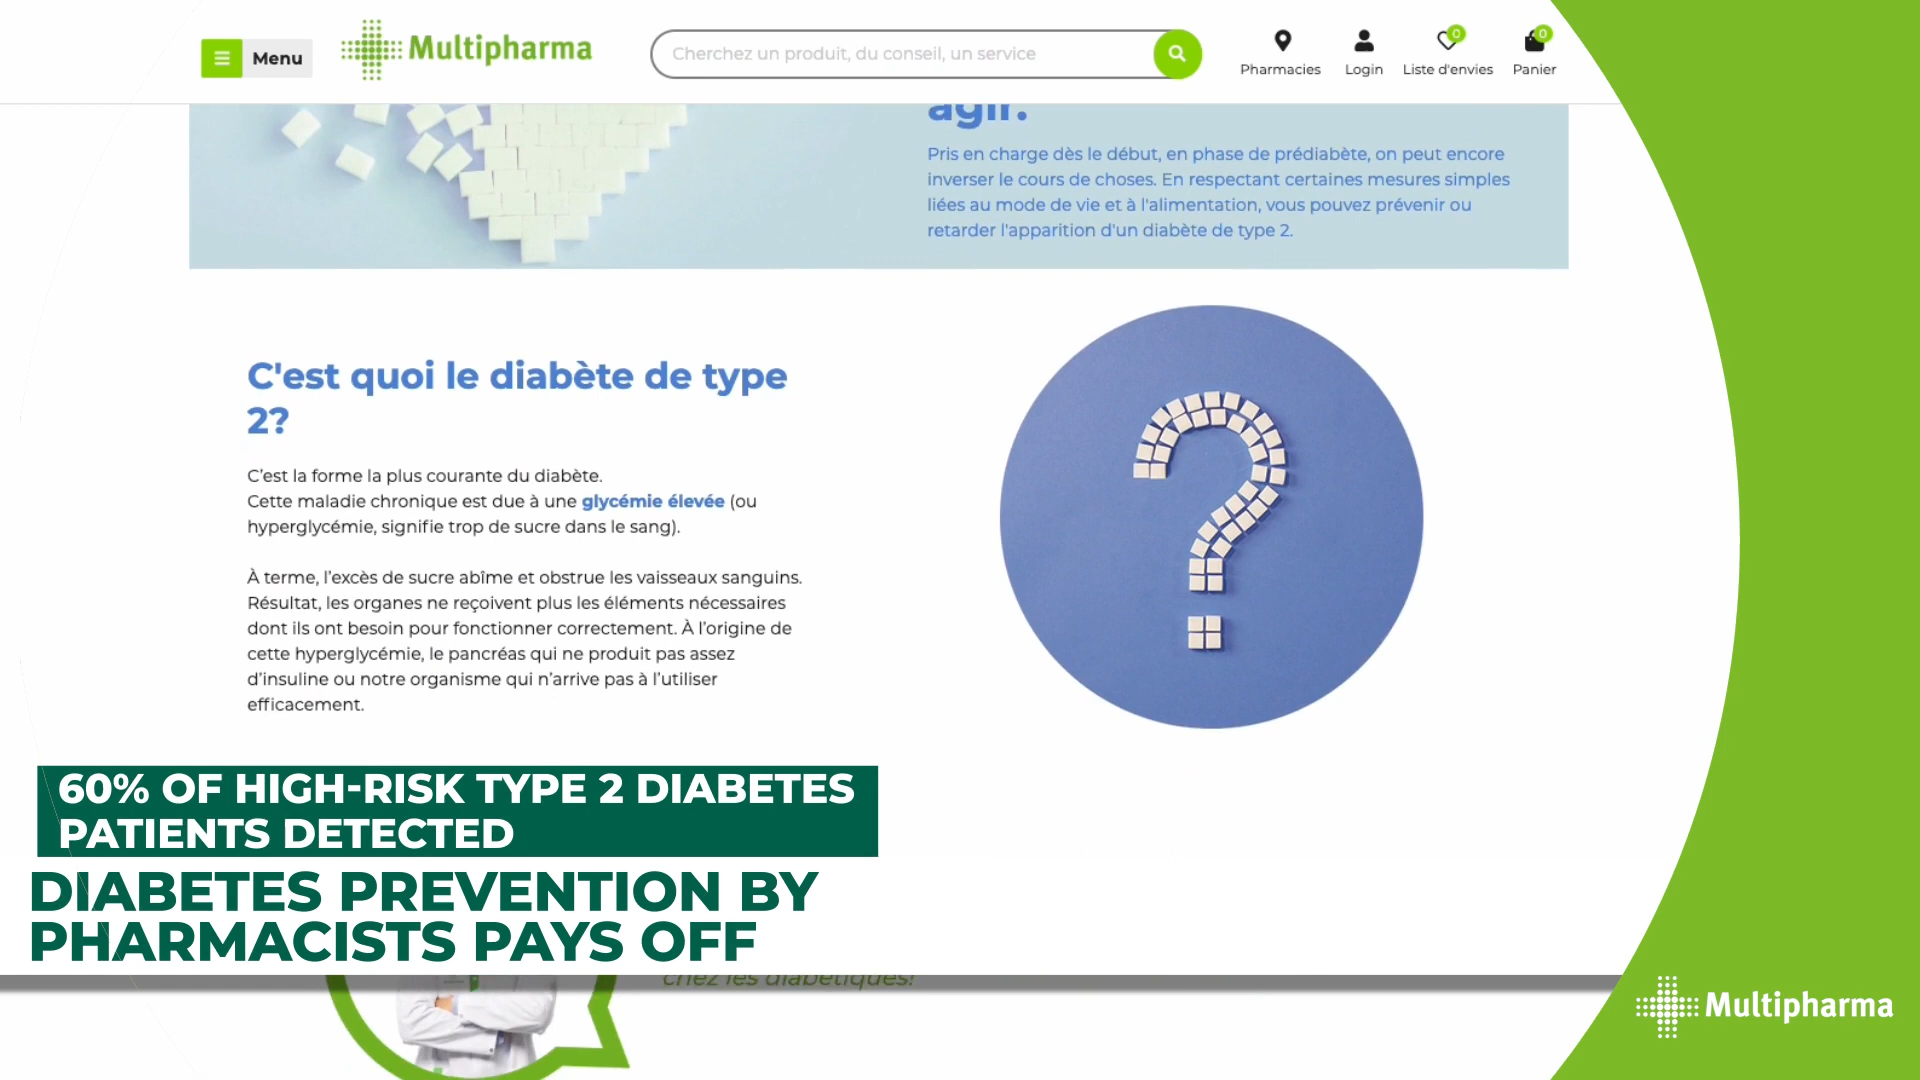 Menu
Multipharma
Cherchez un produit, du conseil, un service
0
0
Pharmacies
Login
Liste d'envies
Panier
agir.
Pris en charge dès le début, en phase de prédiabète, on peut encore
inverser le cours de choses. En respectant certaines mesures simples
liées au mode de vie et à l'alimentation, vous pouvez prévenir ou
retarder l'apparition d'un diabète de type 2.
C'est quoi le diabète de type
2?
C’est la forme la plus courante du diabète.
Cette maladie chronique est due à une glycémie élevée (ou
hyperglycémie, signifie trop de sucre dans le sang).
À terme, l’excès de sucre abîme et obstrue les vaisseaux sanguins.
Résultat, les organes ne reçoivent plus les éléments nécessaires
dont ils ont besoin pour fonctionner correctement. À l’origine de
cette hyperglycémie, le pancréas qui ne produit pas assez
d’insuline ou notre organisme qui n’arrive pas à l’utiliser
efficacement.
60% OF HIGH-RISK TYPE 2 DIABETES
PATIENTS DETECTED
DIABETES PREVENTION BY
PHARMACISTS PAYS OFF
chez les diabétiques!
Multipharma